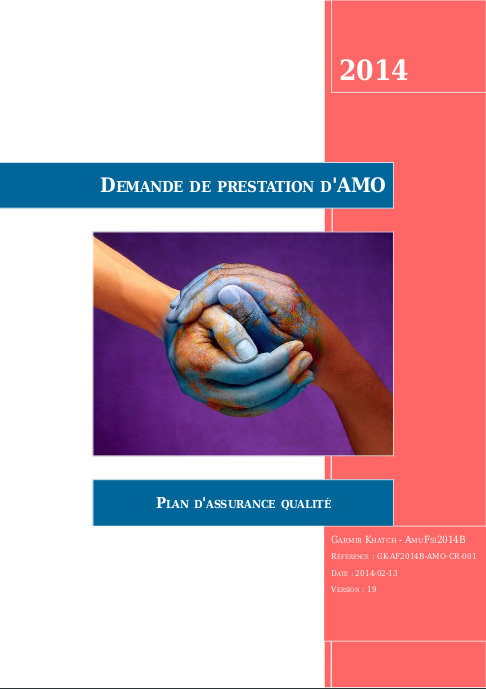 2014
DEMANDE DE PRESTATION D'AMO
PLAN D'ASSURANCE QUALITÉ
GARMIR KHATCH - AMUFSI2014B
RÉFÉRENCE : GK-AF2014B-AMO-CR-001
DATE : 2014-02-13
VERSION : 19